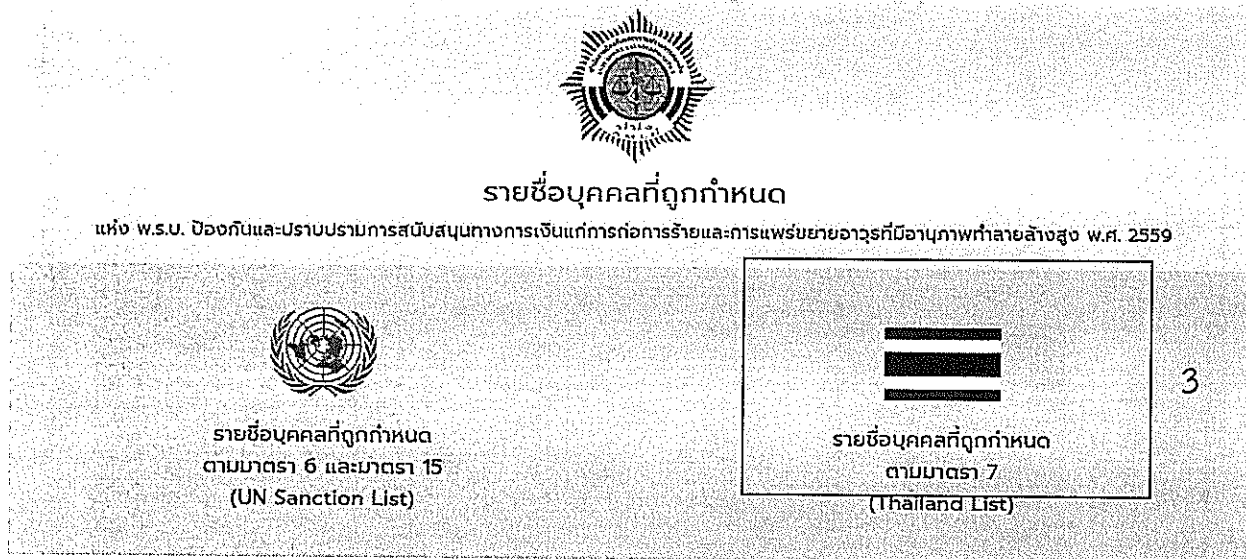 รายชื่อบุคคลที่ถูกกำหนด
แห่ง พ.ร.บ. ป้องกันและปราบปรามการสนับสนุนทางการเงินแก่การก่อการร้ายและการแพร่ขยายอาวุธที่มีอานุภาพทำลายล้างสูง พ.ศ. 2559
รายชื่อบุคคลที่ถูกกำหนด
ตามมาตรา 6 และมาตรา 15
(UN Sanction List)
รายชื่อบุคคลที่ถูกกำหนด
ตามมาตรา 7
(Thailand List)
3